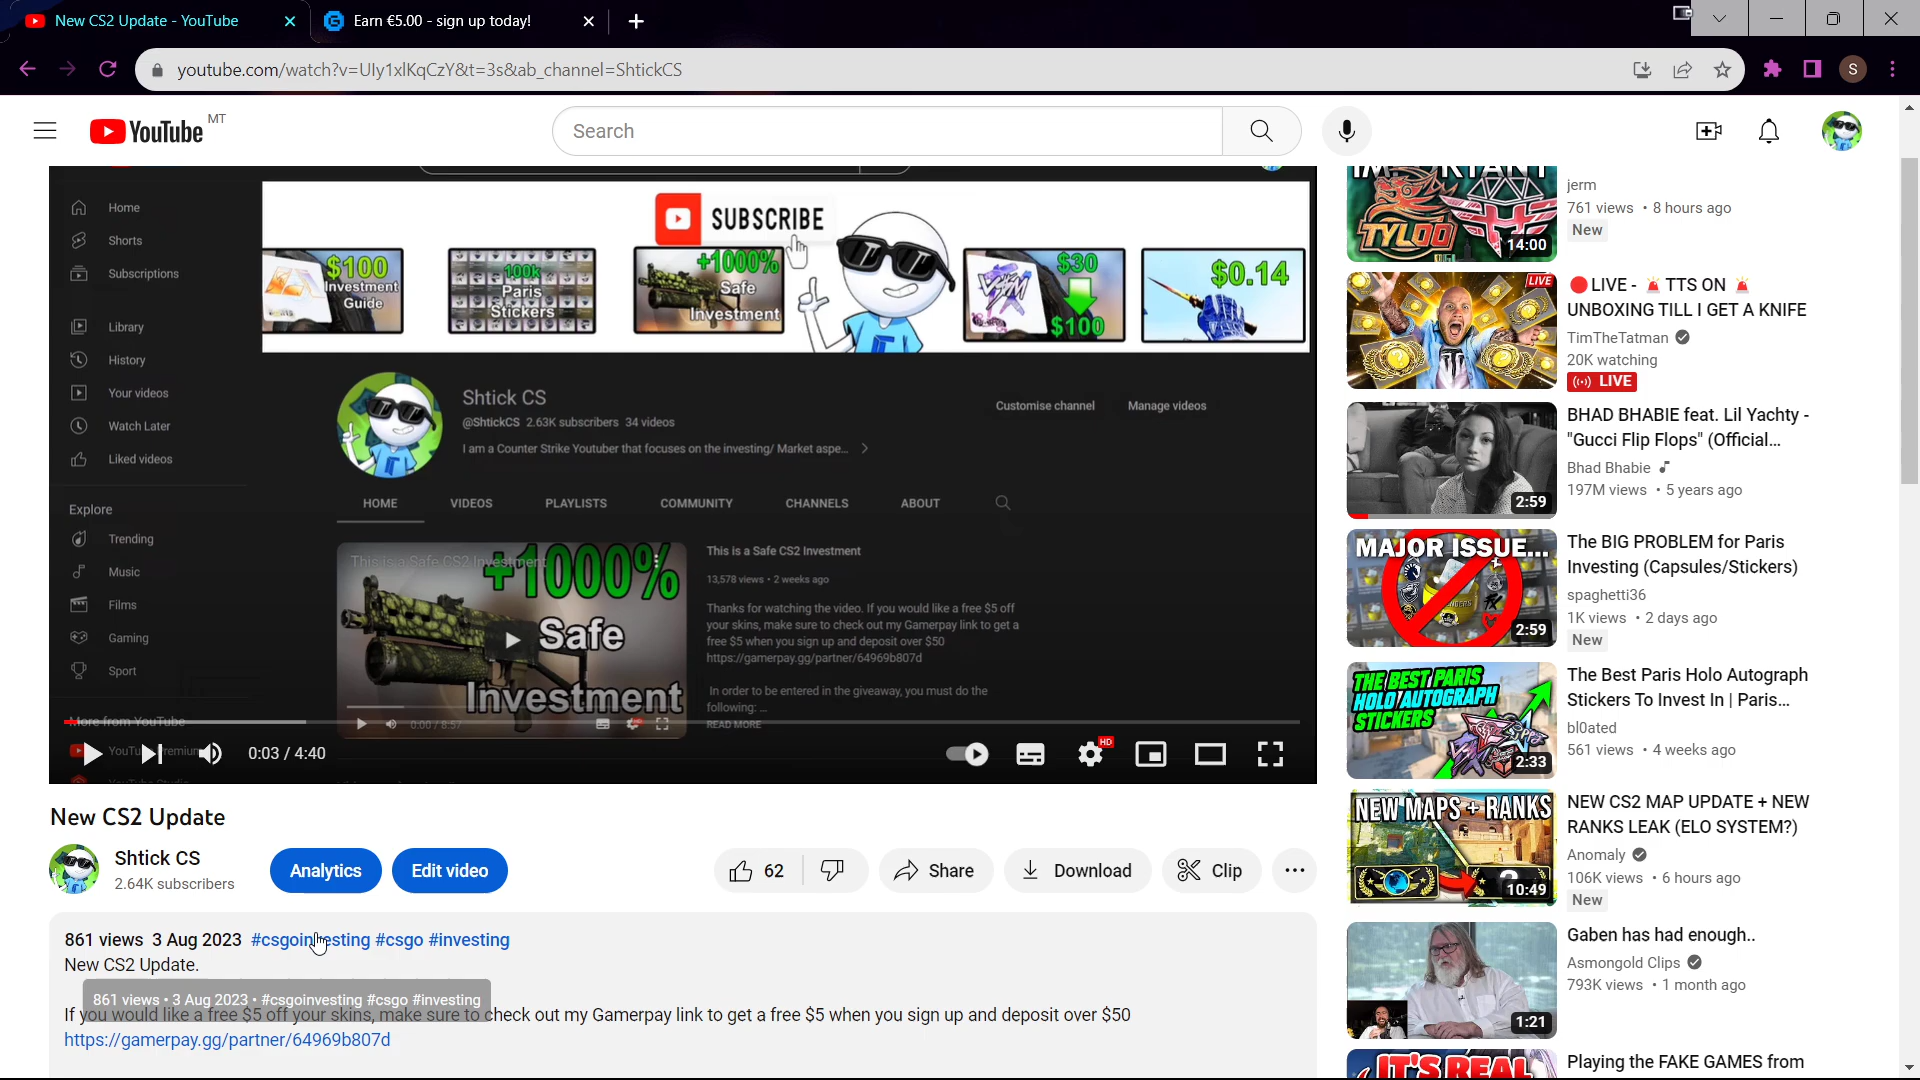 New CS2 Update - YouTube
Earn €5.00 - sign up today!
youtube.com/watch?v=UIy1xlKqCzY&t=3s&ab_channel=ShtickCS
S
YouTube MT
Search
Home
Shorts
Subscriptions
Library
History
Your videos
Watch Later
Liked videos
Explore
Trending
Music
Films
Gaming
Sport
More from YouTube
SUBSCRIBE
$100
Investment
Guide
100k
Paris
Stickers
+1000%
Safe
Investment
$30
$100
$0.14
Shtick CS
@ShtickCS 2.63K subscribers 34 videos
I am a Counter Strike Youtuber that focuses on the investing/ Market aspe...
Customise channel
Manage videos
HOME
VIDEOS
PLAYLISTS
COMMUNITY
CHANNELS
ABOUT
This is a Safe CS2 Investment
+1000%
Safe
Investment
0:00 / 8:57
This is a Safe CS2 Investment
13,578 views • 2 weeks ago
Thanks for watching the video. If you would like a free $5 off
your skins, make sure to check out my Gamerpay link to get a
free $5 when you sign up and deposit over $50
https://gamerpay.gg/partner/64969b807d
In order to be entered in the giveaway, you must do the
following: ...
READ MORE
0:03 / 4:40
HD
New CS2 Update
Shtick CS
2.64K subscribers
Analytics
Edit video
62
Share
Download
Clip
861 views 3 Aug 2023 #csgoinvesting #csgo #investing
New CS2 Update.
861 views • 3 Aug 2023 • #csgoinvesting #csgo #investing
If you would like a free $5 off your skins, make sure to check out my Gamerpay link to get a free $5 when you sign up and deposit over $50
https://gamerpay.gg/partner/64969b807d
TYLOO
14:00
jerm
761 views • 8 hours ago
New
LIVE
LIVE - TTS ON
UNBOXING TILL I GET A KNIFE
TimTheTatman
20K watching
LIVE
2:59
BHAD BHABIE feat. Lil Yachty -
"Gucci Flip Flops" (Official...
Bhad Bhabie
197M views • 5 years ago
MAJOR ISSUE...
2:59
The BIG PROBLEM for Paris
Investing (Capsules/Stickers)
spaghetti36
1K views • 2 days ago
New
THE BEST PARIS
HOLO AUTOGRAPH
STICKERS
2:33
The Best Paris Holo Autograph
Stickers To Invest In | Paris...
bl0ated
561 views • 4 weeks ago
NEW MAPS + RANKS
?
10:49
NEW CS2 MAP UPDATE + NEW
RANKS LEAK (ELO SYSTEM?)
Anomaly
106K views • 6 hours ago
New
1:21
Gaben has had enough..
Asmongold Clips
793K views • 1 month ago
IT'S REAL
Playing the FAKE GAMES from